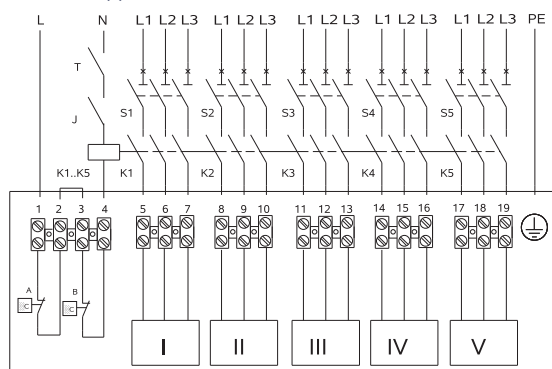 L N L1 L2 L3 L1 L2 L3 L1 L2 L3 L1 L2 L3 L1 L2 L3 PE
T
S1 S2 S3 S4 S5
J
K1..K5 K1 K2 K3 K4 K5
1 2 3 4 5 6 7 8 9 10 11 12 13 14 15 16 17 18 19
A B
°C °C
I II III IV V